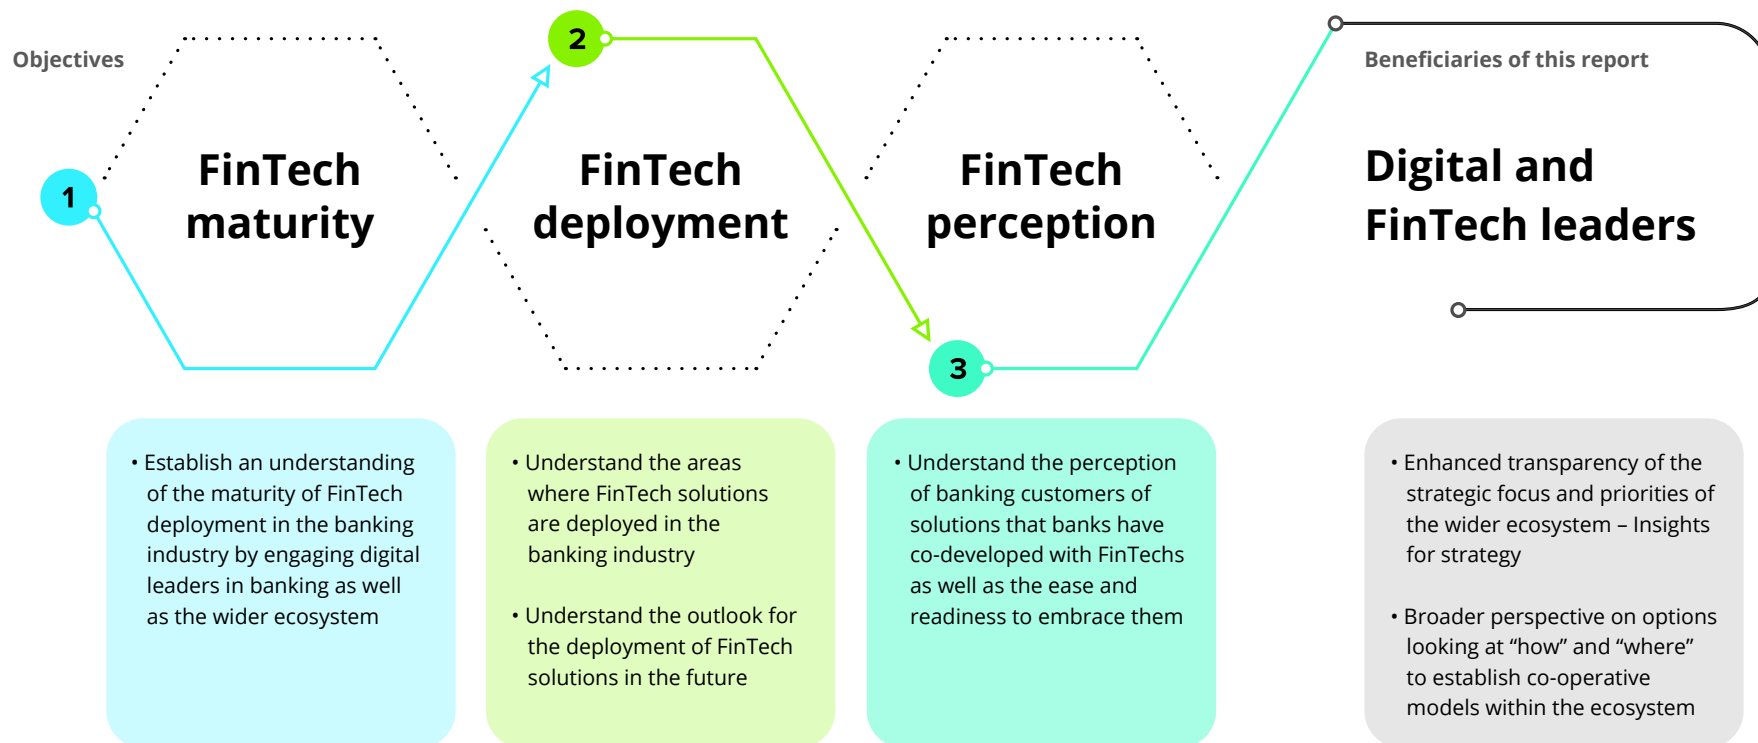 Objectives
1
FinTech
maturity
2
FinTech
deployment
FinTech
perception
3
Beneficiaries of this report
Digital and
FinTech leaders
• Establish an understanding
of the maturity of FinTech
deployment in the banking
industry by engaging digital
leaders in banking as well
as the wider ecosystem
• Understand the areas
where FinTech solutions
are deployed in the
banking industry
• Understand the outlook for
the deployment of FinTech
solutions in the future
• Understand the perception
of banking customers of
solutions that banks have
co-developed with FinTechs
as well as the ease and
readiness to embrace them
• Enhanced transparency of the
strategic focus and priorities of
the wider ecosystem – Insights
for strategy
• Broader perspective on options
looking at “how” and “where”
to establish co-operative
models within the ecosystem